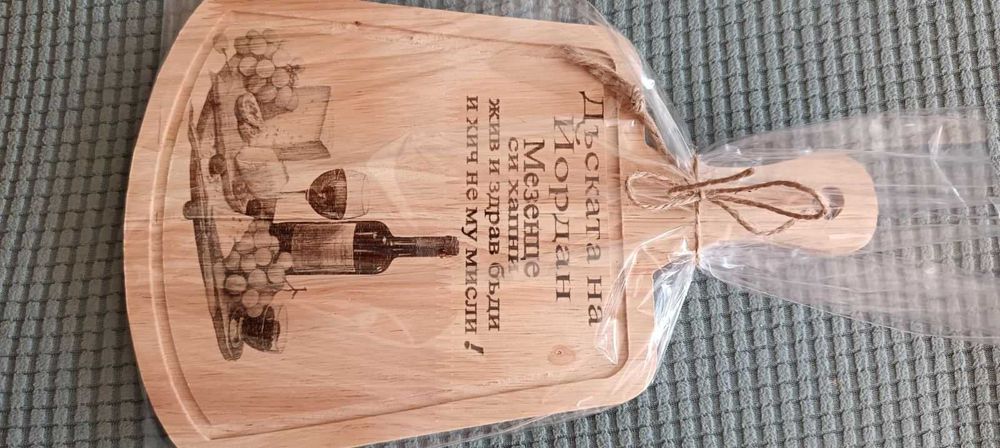 Дъската на
Йордан
Мезенце
си хапни
жив и здрав бъди
и хич не му мисли !